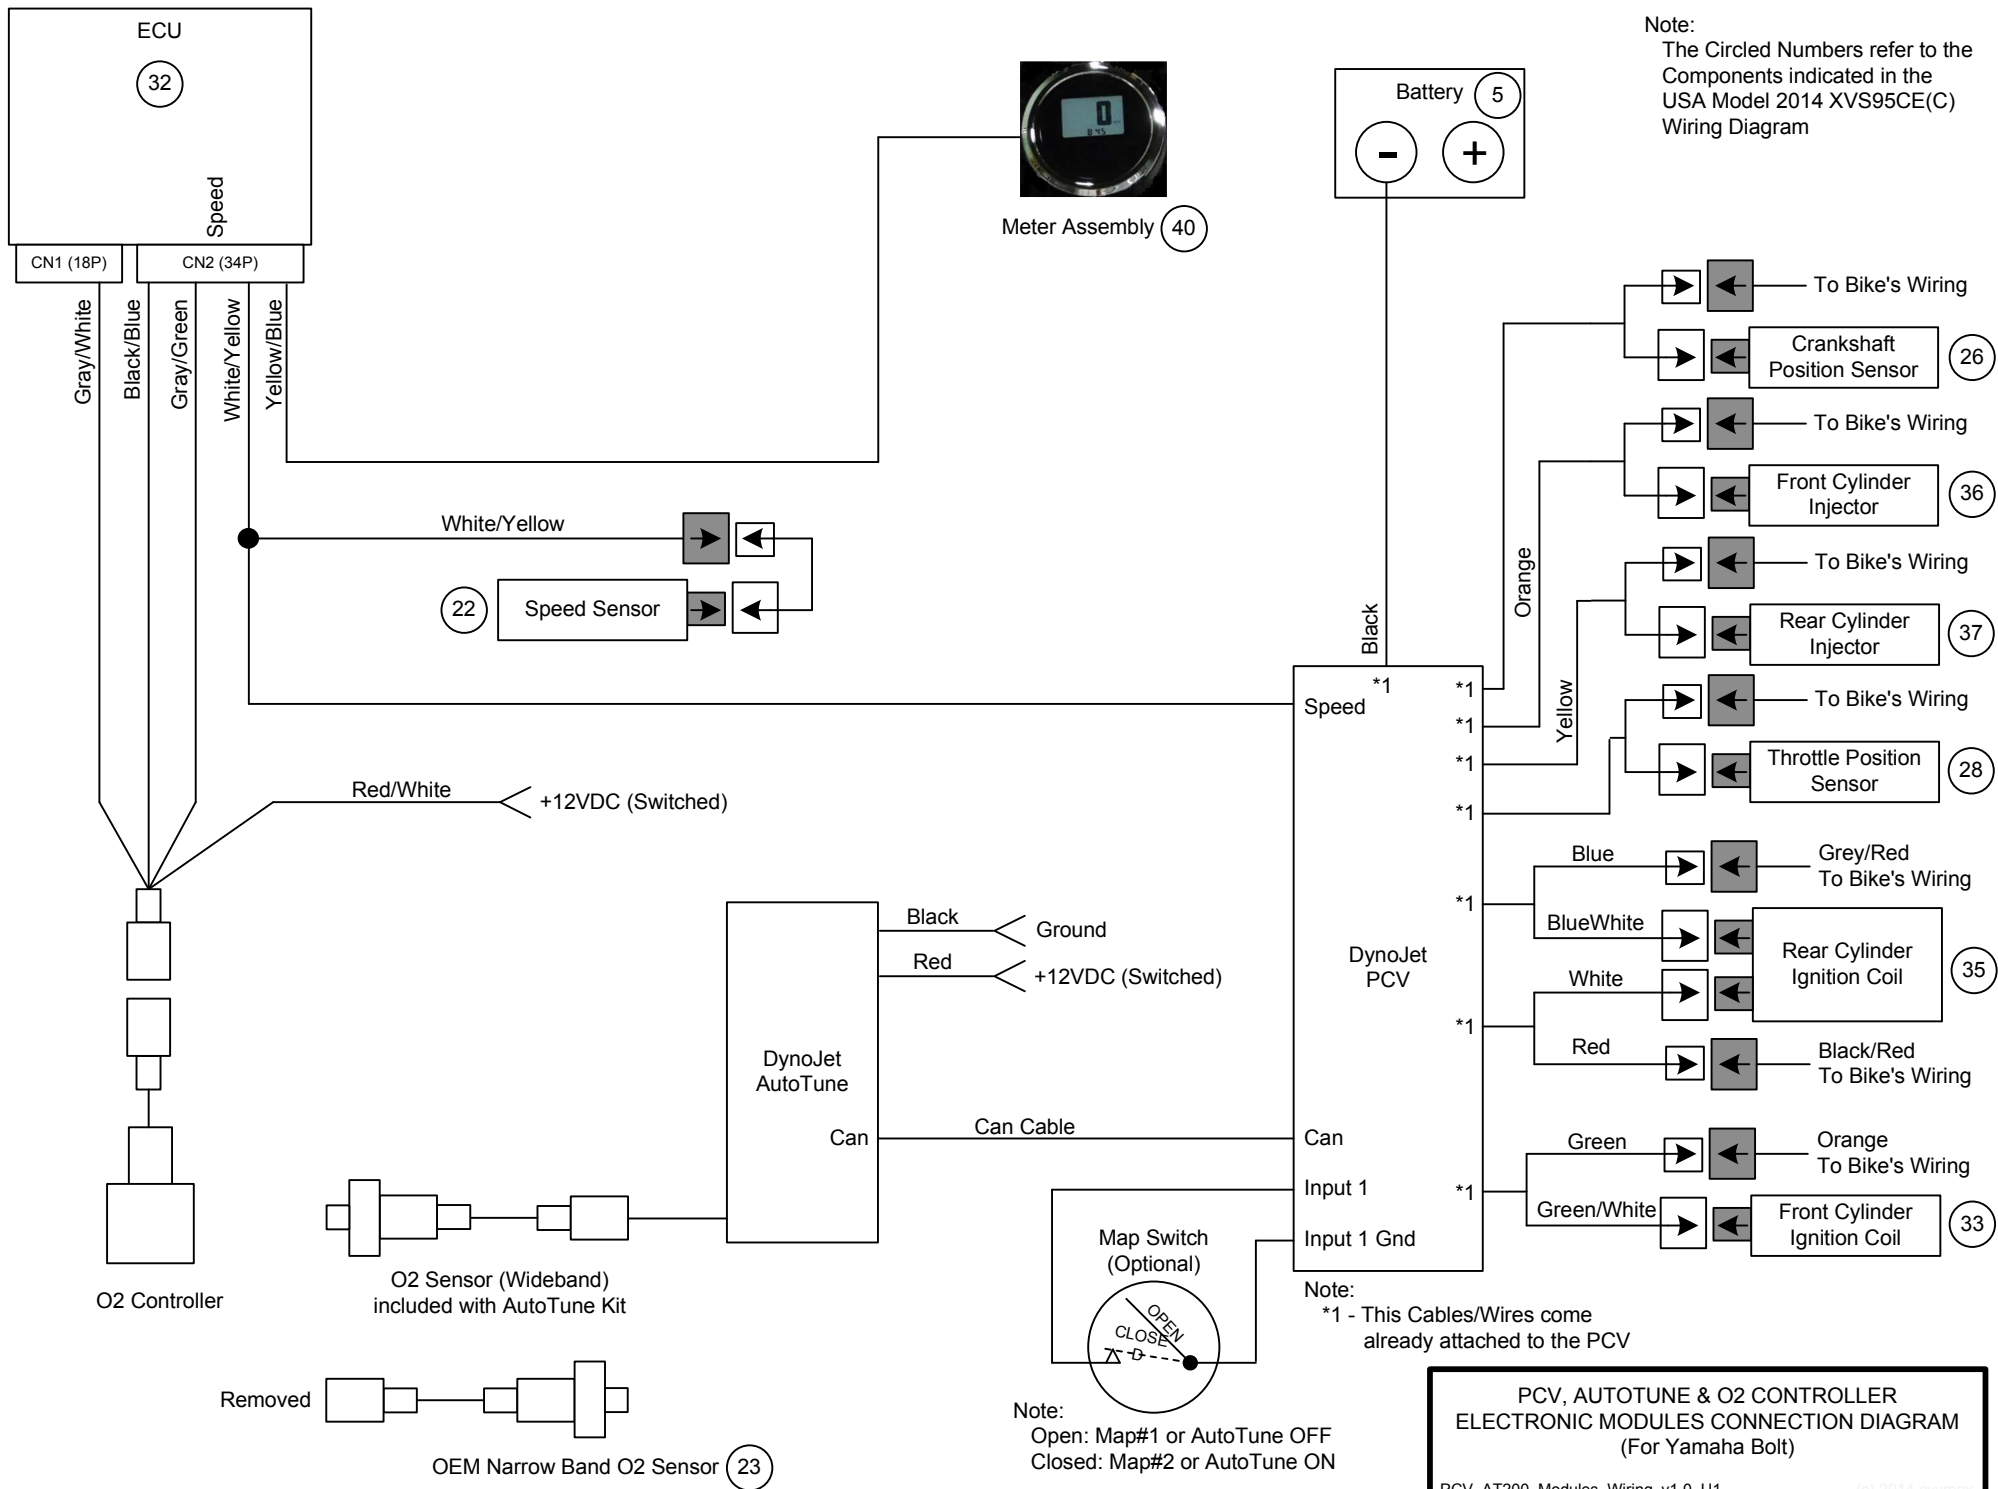 ECU
32
Speed
CN1 (18P)
CN2 (34P)
Gray/White
Black/Blue
Gray/Green
White/Yellow
Yellow/Blue
0
8:45
Meter Assembly 40
Battery 5
-
+
Note:
The Circled Numbers refer to the
Components indicated in the
USA Model 2014 XVS95CE(C)
Wiring Diagram
To Bike's Wiring
Crankshaft
Position Sensor
26
To Bike's Wiring
Front Cylinder
Injector
36
To Bike's Wiring
Rear Cylinder
Injector
37
To Bike's Wiring
Throttle Position
Sensor
28
White/Yellow
22
Speed Sensor
Black
Orange
Yellow
*1
Speed
*1
*1
*1
*1
*1
*1
*1
DynoJet
PCV
Can
Input 1
Input 1 Gnd
Red/White
+12VDC (Switched)
Blue
Grey/Red
To Bike's Wiring
BlueWhite
Rear Cylinder
Ignition Coil
35
White
Red
Black/Red
To Bike's Wiring
Green
Orange
To Bike's Wiring
Green/White
Front Cylinder
Ignition Coil
33
Black
Ground
Red
+12VDC (Switched)
DynoJet
AutoTune
Can
Can Cable
O2 Controller
O2 Sensor (Wideband)
included with AutoTune Kit
Removed
OEM Narrow Band O2 Sensor 23
Map Switch
(Optional)
OPEN
CLOSE
D
Note:
Open: Map#1 or AutoTune OFF
Closed: Map#2 or AutoTune ON
Note:
*1 - This Cables/Wires come
already attached to the PCV
PCV, AUTOTUNE & O2 CONTROLLER
ELECTRONIC MODULES CONNECTION DIAGRAM
(For Yamaha Bolt)